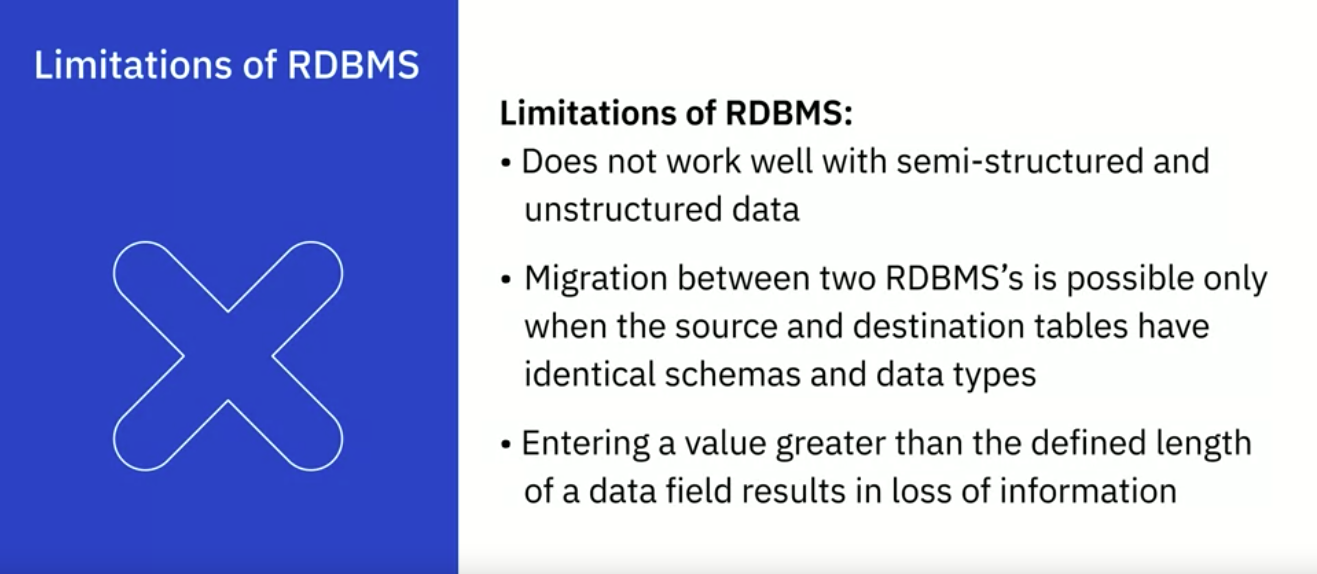 Limitations of RDBMS
Limitations of RDBMS:
• Does not work well with semi-structured and
unstructured data
• Migration between two RDBMS’s is possible only
when the source and destination tables have
identical schemas and data types
• Entering a value greater than the defined length
of a data field results in loss of information